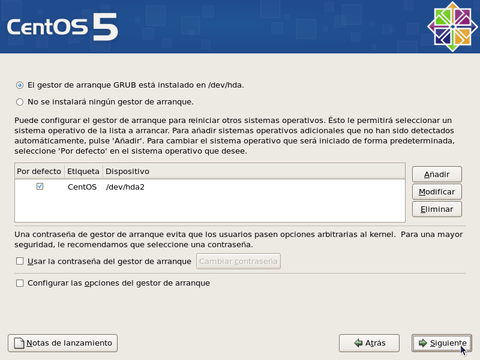 CentOS 5
El gestor de arranque GRUB está instalado en /dev/hda.
No se instalará ningún gestor de arranque.
Puede configurar el gestor de arranque para reiniciar otros sistemas operativos. Ésto le permitirá seleccionar un
sistema operativo de la lista a arrancar. Para añadir sistemas operativos adicionales que no han sido detectados
automáticamente, pulse 'Añadir'. Para cambiar el sistema operativo que será iniciado de forma predeterminada,
seleccione 'Por defecto' en el sistema operativo que desee.
Por defecto Etiqueta Dispositivo
CentOS /dev/hda2
Añadir
Modificar
Eliminar
Una contraseña de gestor de arranque evita que los usuarios pasen opciones arbitrarias al kernel. Para una mayor
seguridad, le recomendamos que seleccione una contraseña.
Usar la contraseña del gestor de arranque Cambiar contraseña
Configurar las opciones del gestor de arranque
Notas de lanzamiento Atrás Siguiente